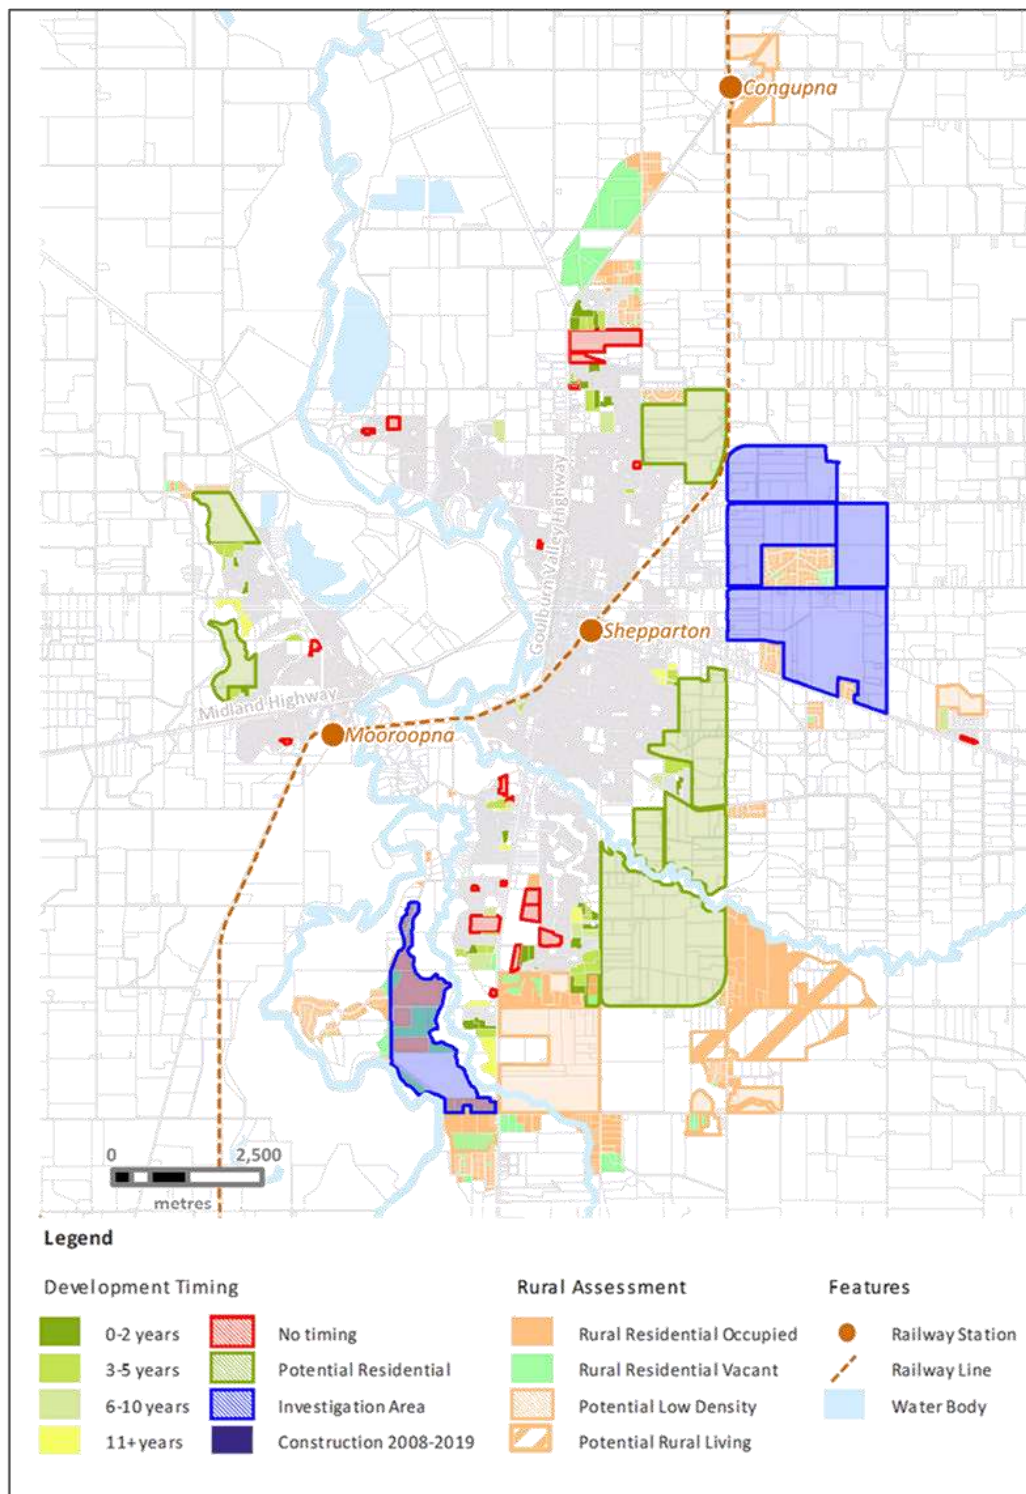 Congupna
Goulburn Valley Highway
Shepparton
Midland Highway
Mooroopna
0 2,500
metres
Legend
Development Timing Rural Assessment Features
0-2 years No timing Rural Residential Occupied Railway Station
3-5 years Potential Residential Rural Residential Vacant Railway Line
6-10 years Investigation Area Potential Low Density Water Body
11+years Construction 2008-2019 Potential Rural Living